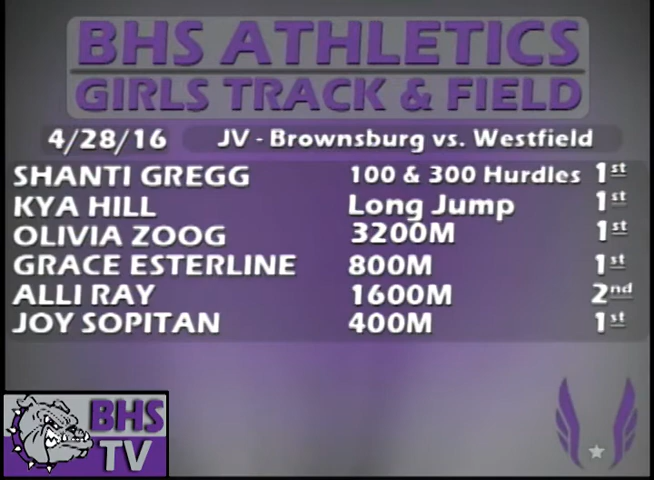 BHS ATHLETICS
GIRLS TRACK & FIELD
4/28/16 JV - Brownsburg vs. Westfield
SHANTI GREGG 100 & 300 Hurdles 1st
KYA HILL Long Jump 1st
OLIVIA ZOOG 3200M 1st
GRACE ESTERLINE 800M 1st
ALLI RAY 1600M 2nd
JOY SOPITAN 400M 1st
BHS
TV